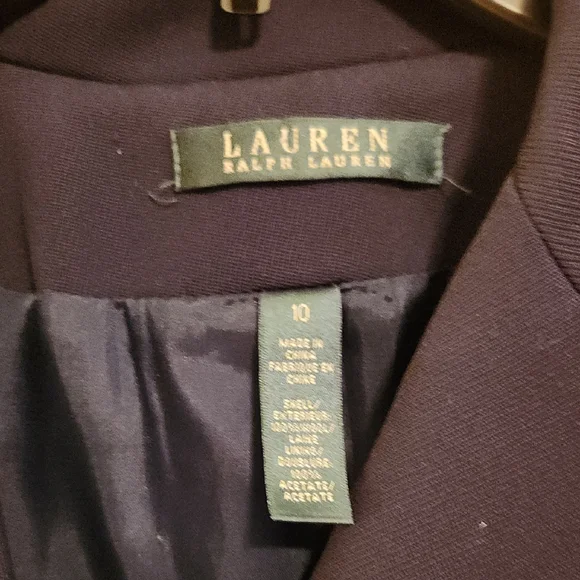 LAUREN
RALPH LAUREN
10
MADE IN
CHINA
FABRIQUE EN
CHINE
SHELL/
EXTERIEUR:
100% WOOL/
LAINE
LINING/
DOUBLURE:
100%
ACETATE/
ACETATE